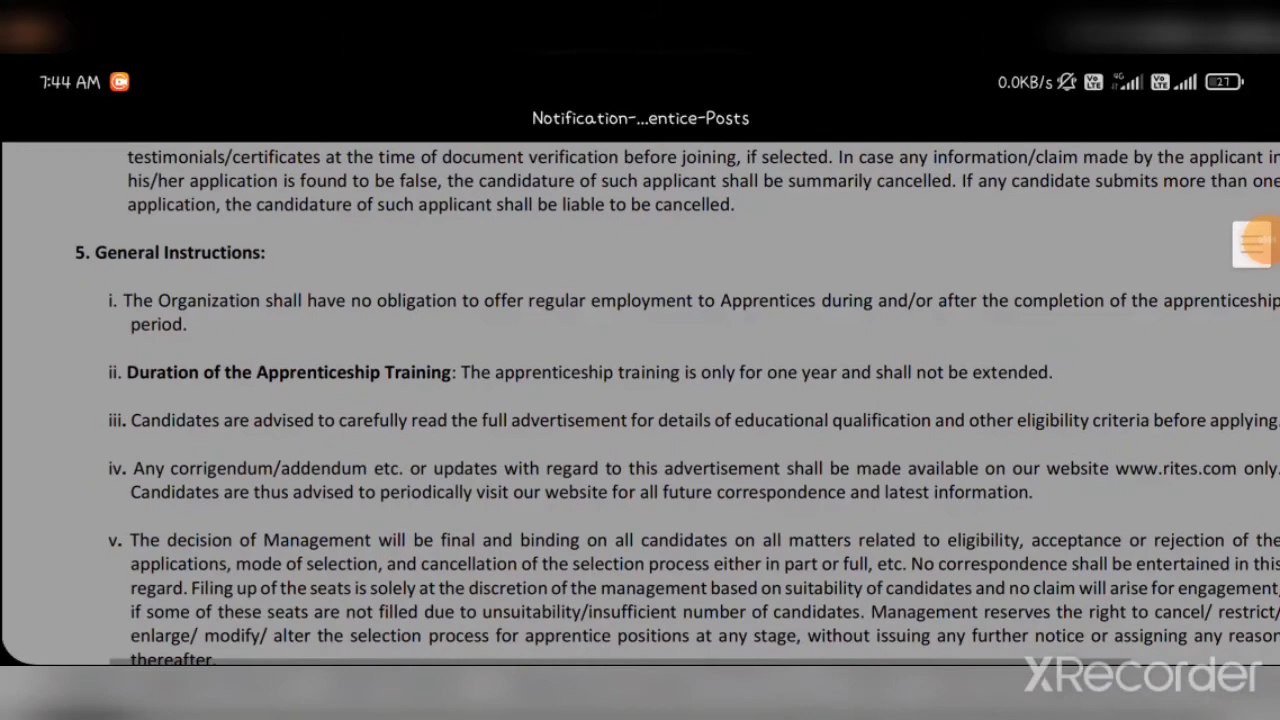 7:44 AM
0.0KB/s Vo LTE 4G Vo LTE 27
Notification-...entice-Posts
testimonials/certificates at the time of document verification before joining, if selected. In case any information/claim made by the applicant in
his/her application is found to be false, the candidature of such applicant shall be summarily cancelled. If any candidate submits more than one
application, the candidature of such applicant shall be liable to be cancelled.
5. General Instructions:
i. The Organization shall have no obligation to offer regular employment to Apprentices during and/or after the completion of the apprenticeship
period.
ii. Duration of the Apprenticeship Training: The apprenticeship training is only for one year and shall not be extended.
iii. Candidates are advised to carefully read the full advertisement for details of educational qualification and other eligibility criteria before applying.
iv. Any corrigendum/addendum etc. or updates with regard to this advertisement shall be made available on our website www.rites.com only.
Candidates are thus advised to periodically visit our website for all future correspondence and latest information.
v. The decision of Management will be final and binding on all candidates on all matters related to eligibility, acceptance or rejection of the
applications, mode of selection, and cancellation of the selection process either in part or full, etc. No correspondence shall be entertained in this
regard. Filing up of the seats is solely at the discretion of the management based on suitability of candidates and no claim will arise for engagement,
if some of these seats are not filled due to unsuitability/insufficient number of candidates. Management reserves the right to cancel/ restrict/
enlarge/ modify/ alter the selection process for apprentice positions at any stage, without issuing any further notice or assigning any reason
thereafter.
XRecorder